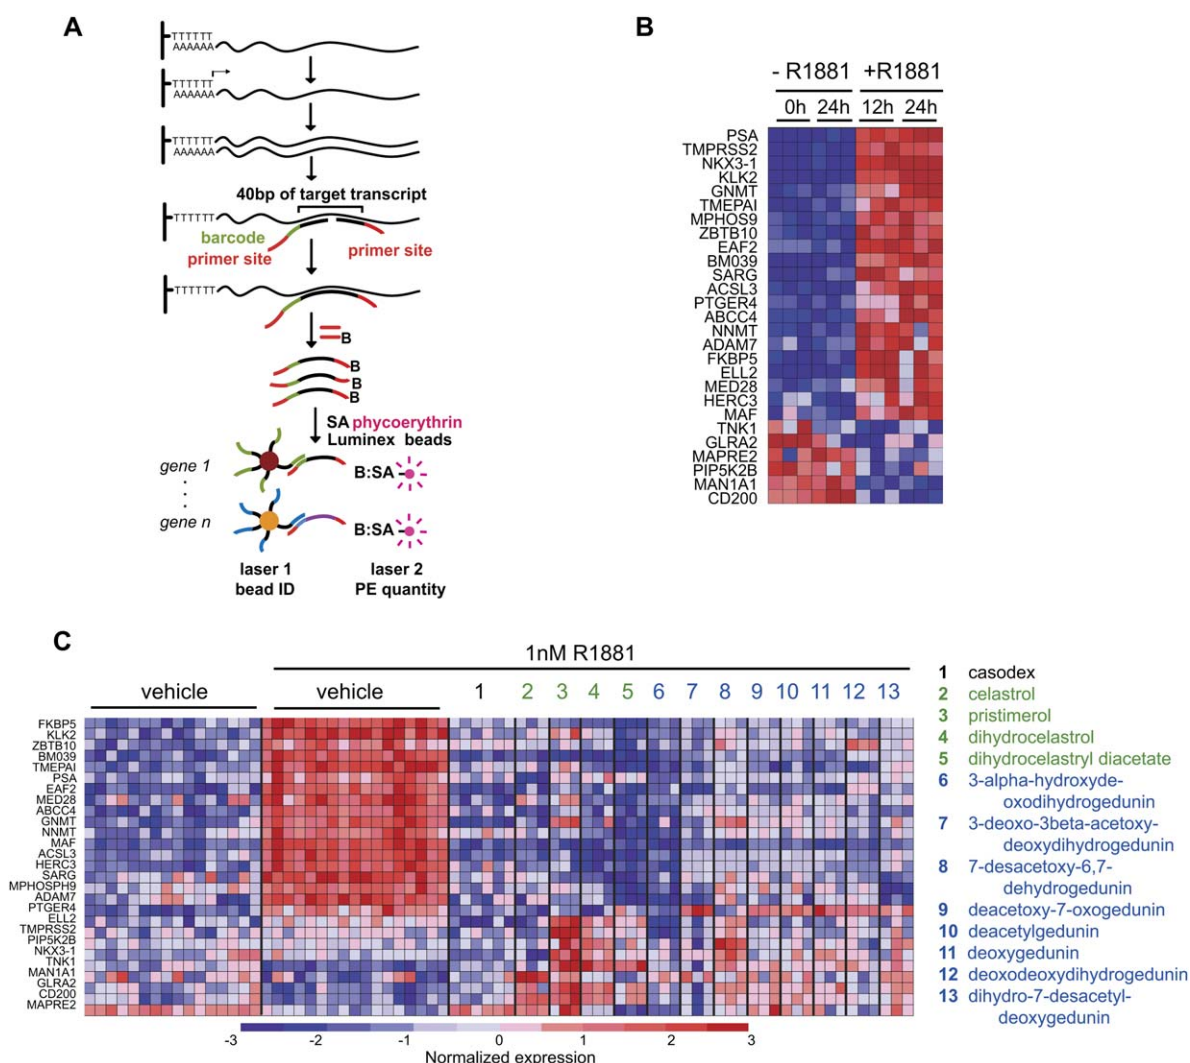 A
TTTTTT
AAAAAA
TTTTTT
AAAAAA
TTTTTT
AAAAAA
40bp of target transcript
TTTTTT
barcode
primer site
primer site
TTTTTT
B
B
B
B
SA phycoerythrin
Luminex beads
gene 1
B:SA
gene n
B:SA
laser 1
bead ID
laser 2
PE quantity
B
- R1881 +R1881
0h 24h 12h 24h
PSA
TMPRSS2
NKX3-1
KLK2
GNMT
TMEPAI
MPHOS9
ZBTB10
EAF2
BM039
SARG
ACSL3
PTGER4
ABCC4
NNMT
ADAM7
FKBP5
ELL2
MED28
HERC3
MAF
TNK1
GLRA2
MAPRE2
PIP5K2B
MAN1A1
CD200
C
1nM R1881
vehicle vehicle 1 2 3 4 5 6 7 8 9 10 11 12 13
FKBP5
KLK2
ZBTB10
BM039
TMEPAI
PSA
EAF2
MED28
ABCC4
GNMT
NNMT
MAF
ACSL3
HERC3
SARG
MPHOSPH9
ADAM7
PTGER4
ELL2
TMPRSS2
PIP5K2B
NKX3-1
TNK1
MAN1A1
GLRA2
CD200
MAPRE2
-3 -2 -1 0 1 2 3
Normalized expression
1 casodex
2 celastrol
3 pristimerol
4 dihydrocelastrol
5 dihydrocelastryl diacetate
6 3-alpha-hydroxyde-
oxodihydrogedunin
7 3-deoxo-3beta-acetoxy-
deoxydihydrogedunin
8 7-desacetoxy-6,7-
dehydrogedunin
9 deacetoxy-7-oxogedunin
10 deacetylgedunin
11 deoxygedunin
12 deoxodeoxydihydrogedunin
13 dihydro-7-desacetyl-
deoxygedunin